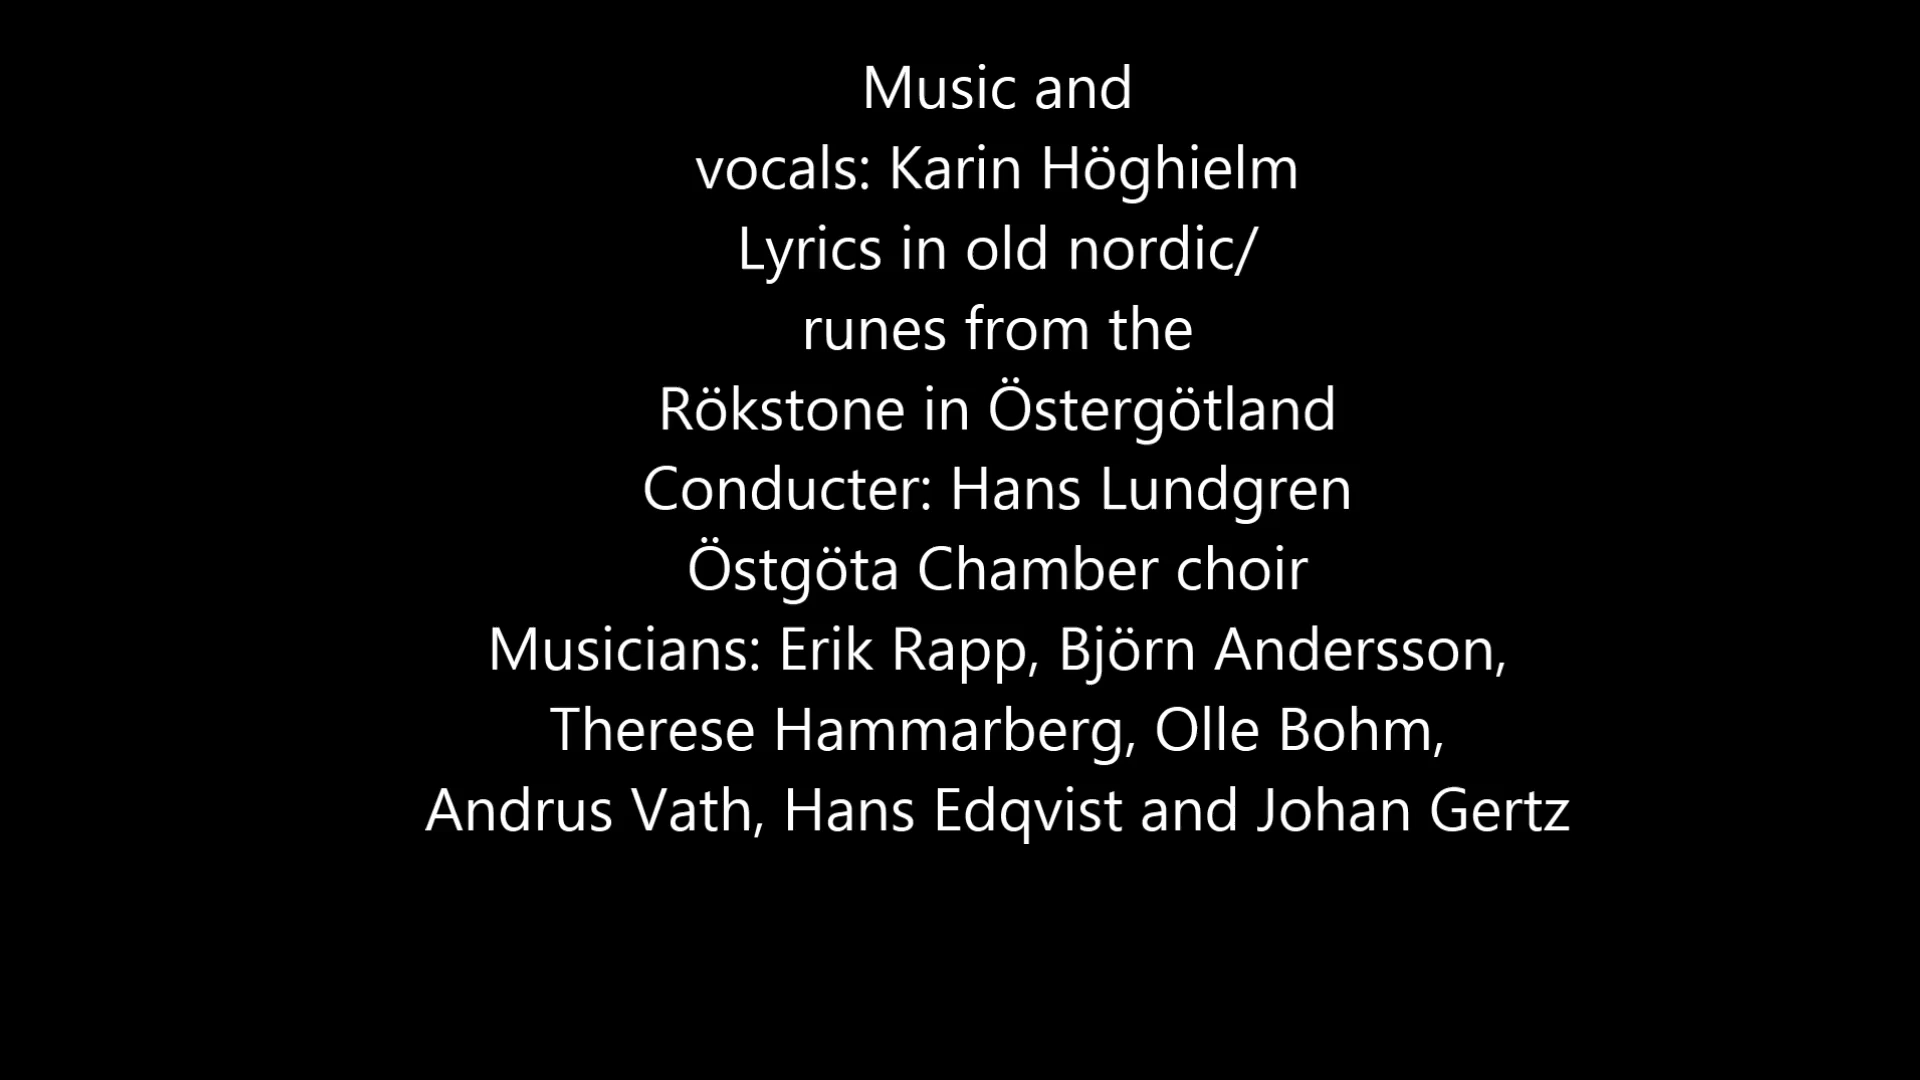 Music and
vocals: Karin Höghielm
Lyrics in old nordic/
runes from the
Rökstone in Östergötland
Conducter: Hans Lundgren
Östgöta Chamber choir
Musicians: Erik Rapp, Björn Andersson,
Therese Hammarberg, Olle Bohm,
Andrus Vath, Hans Edqvist and Johan Gertz